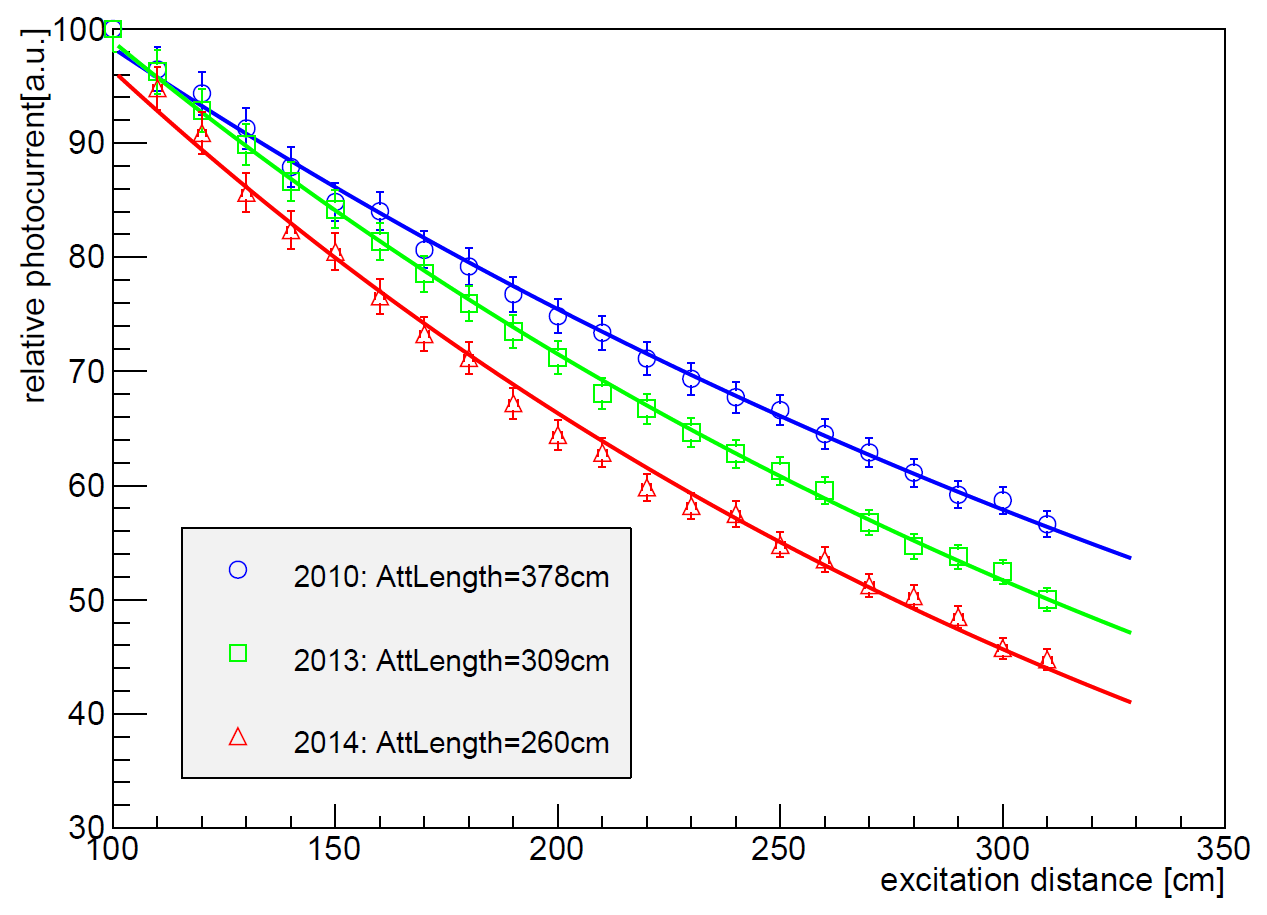 relative photocurrent[a.u.]
100
90
80
70
60
50
40
30
2010: AttLength=378cm
2013: AttLength=309cm
2014: AttLength=260cm
100 150 200 250 300 350
excitation distance [cm]